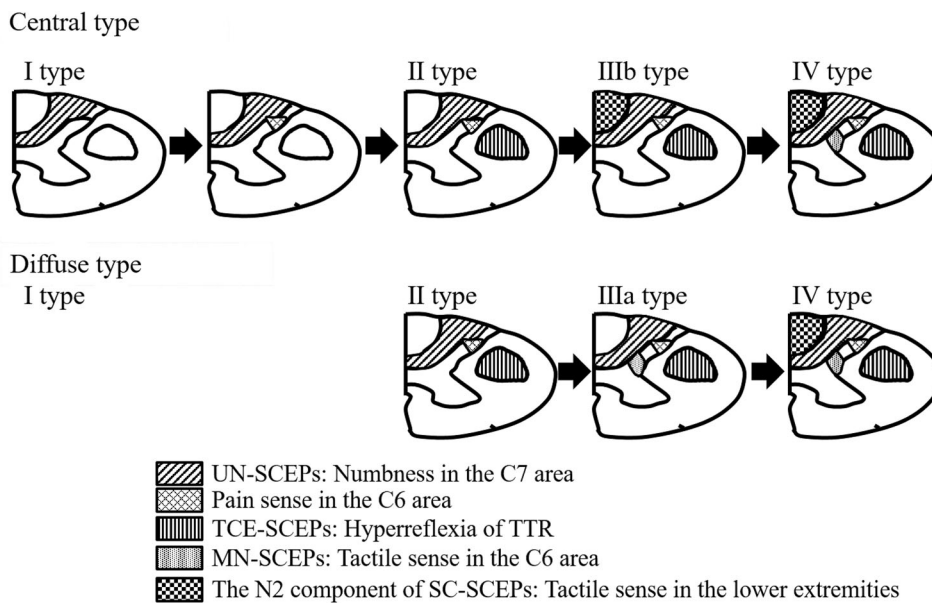 Central type
I type
II type
IIIb type
IV type
Diffuse type
I type
II type
IIIa type
IV type
UN-SCEPs: Numbness in the C7 area
Pain sense in the C6 area
TCE-SCEPs: Hyperreflexia of TTR
MN-SCEPs: Tactile sense in the C6 area
The N2 component of SC-SCEPs: Tactile sense in the lower extremities